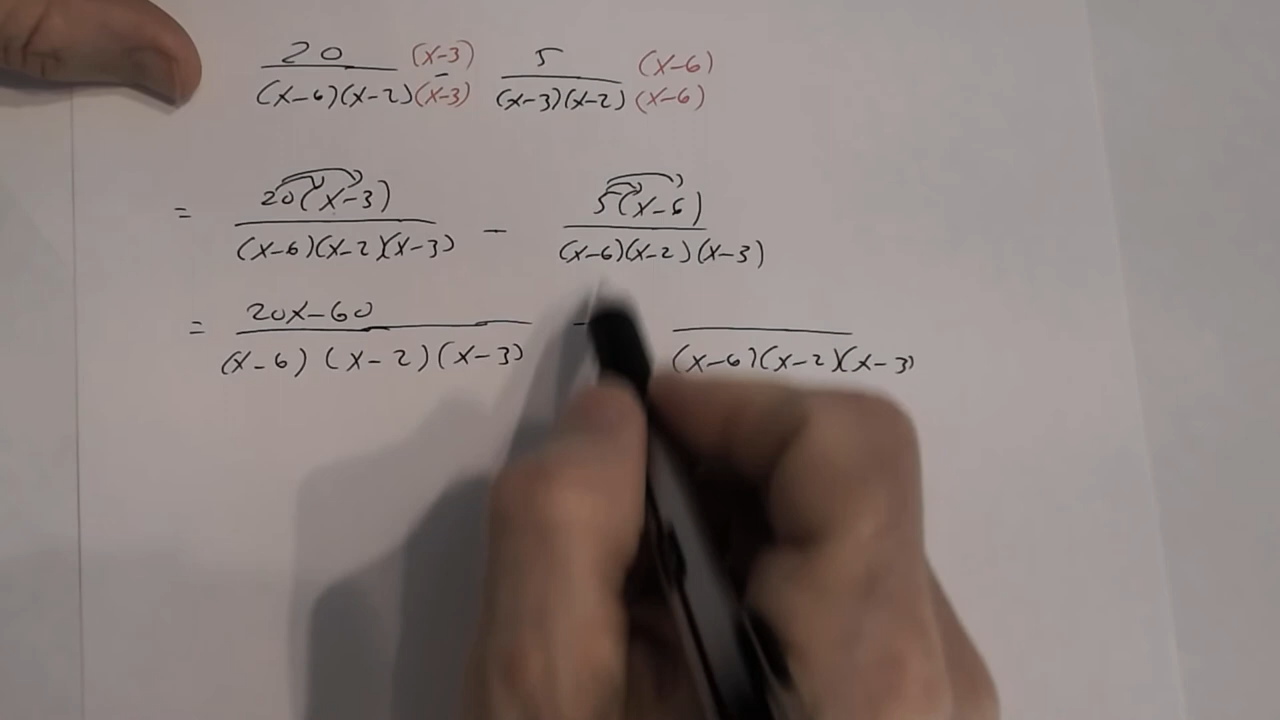 20 (x-3) - 5 (x-6)
(x-6)(x-2)(x-3) (x-3)(x-2)(x-6)
= 20(x-3) - 5(x-6)
(x-6)(x-2)(x-3) (x-6)(x-2)(x-3)
= 20x-60 -
(x-6)(x-2)(x-3) (x-6)(x-2)(x-3)